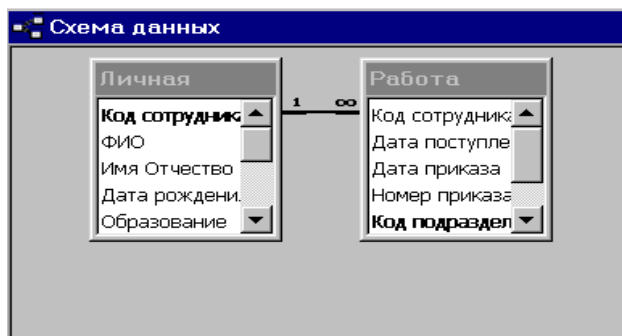 Схема данных
Личная
Код сотрудника
ФИО
Имя Отчество
Дата рождени
Образование
1 ∞
Работа
Код сотрудника
Дата поступле
Дата приказа
Номер приказа
Код подраздел